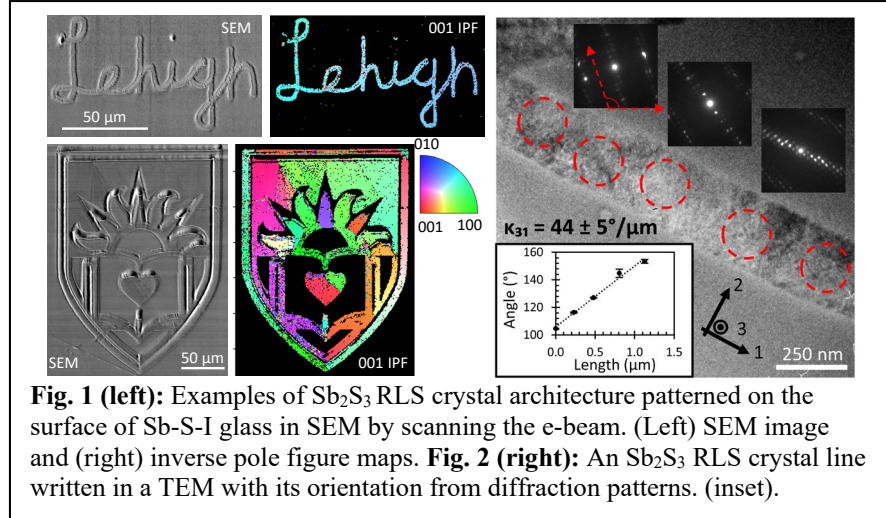 SEM
Lehigh
50 µm
001 IPF
Lehigh
010
001
100
SEM
50 µm
001 IPF
κ₃₁ = 44 ± 5°/µm
Angle (°)
160
140
120
100
0.0 0.5 1.0 1.5
Length (µm)
2
3
1
250 nm
Fig. 1 (left): Examples of Sb₂S₃ RLS crystal architecture patterned on the
surface of Sb-S-I glass in SEM by scanning the e-beam. (Left) SEM image
and (right) inverse pole figure maps. Fig. 2 (right): An Sb₂S₃ RLS crystal line
written in a TEM with its orientation from diffraction patterns. (inset).